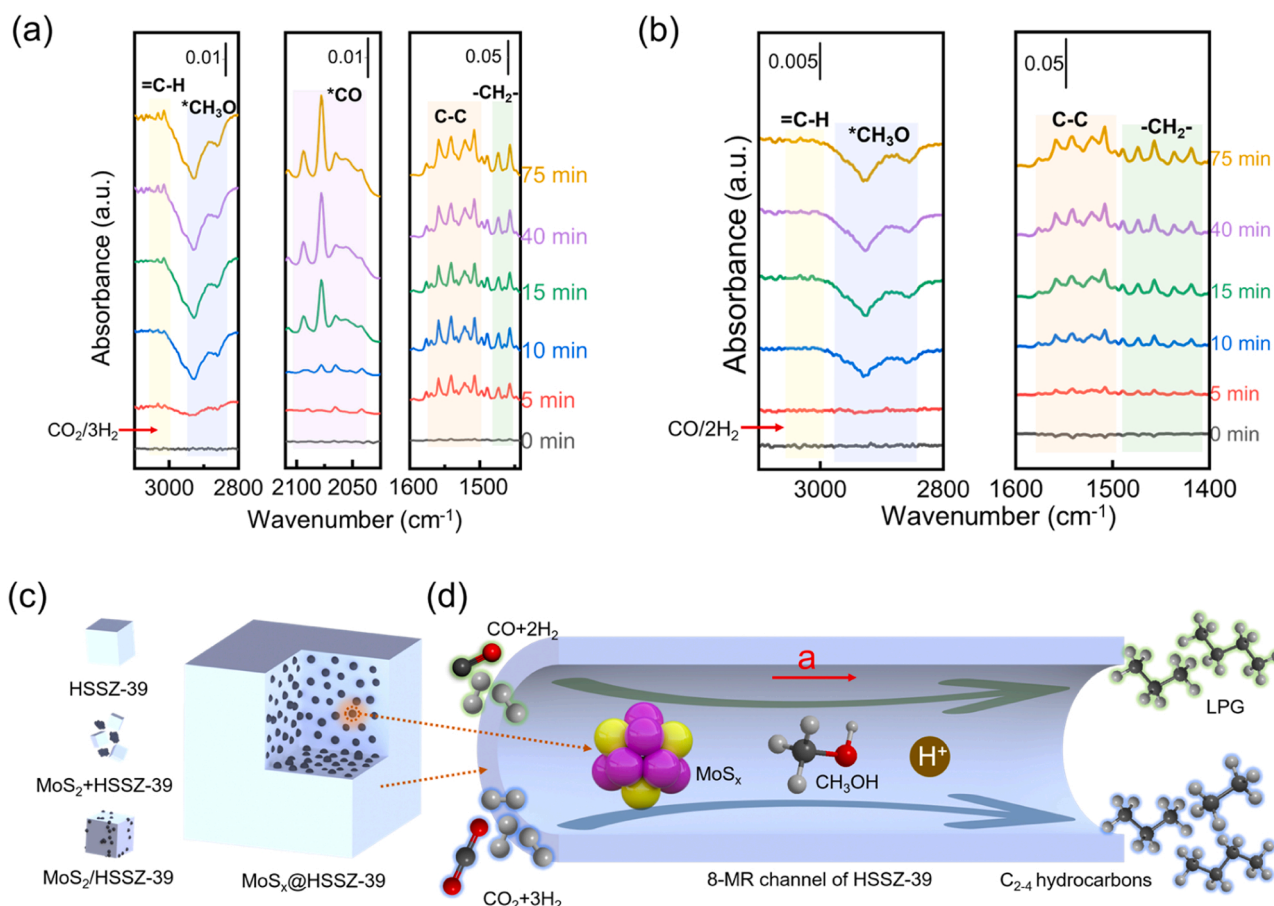 (a)
0.01
0.01
0.05
=C-H
*CH₃O
*CO
C-C
-CH₂-
75 min
40 min
15 min
10 min
5 min
0 min
CO₂/3H₂
Absorbance (a.u.)
3000 2800
2100 2050
1600 1500
Wavenumber (cm⁻¹)
(b)
0.005
0.05
=C-H
*CH₃O
C-C
-CH₂-
75 min
40 min
15 min
10 min
5 min
0 min
CO/2H₂
Absorbance (a.u.)
3000 2800
1600 1500 1400
Wavenumber (cm⁻¹)
(c)
HSSZ-39
MoS₂+HSSZ-39
MoS₂/HSSZ-39
MoSₓ@HSSZ-39
(d)
CO+2H₂
a
LPG
MoSₓ
CH₃OH
H⁺
CO₂+3H₂
8-MR channel of HSSZ-39
C₂₋₄ hydrocarbons